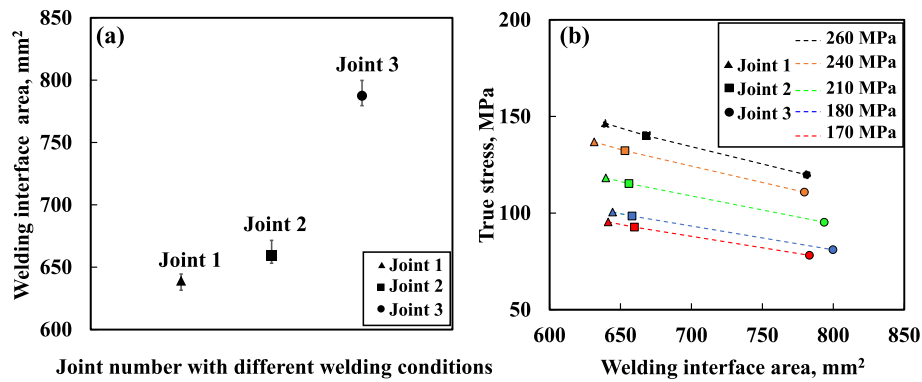 (a)
850
800
750
700
650
600
Welding interface area, mm²
Joint 1
Joint 2
Joint 3
Joint 1
Joint 2
Joint 3
Joint number with different welding conditions
(b)
200
150
100
50
True stress, MPa
600 650 700 750 800 850
Welding interface area, mm²
Joint 1
Joint 2
Joint 3
260 MPa
240 MPa
210 MPa
180 MPa
170 MPa